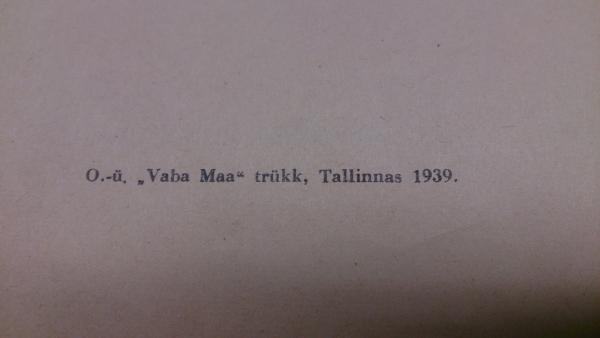 O.-ü. „Vaba Maa“ trükk, Tallinnas 1939.